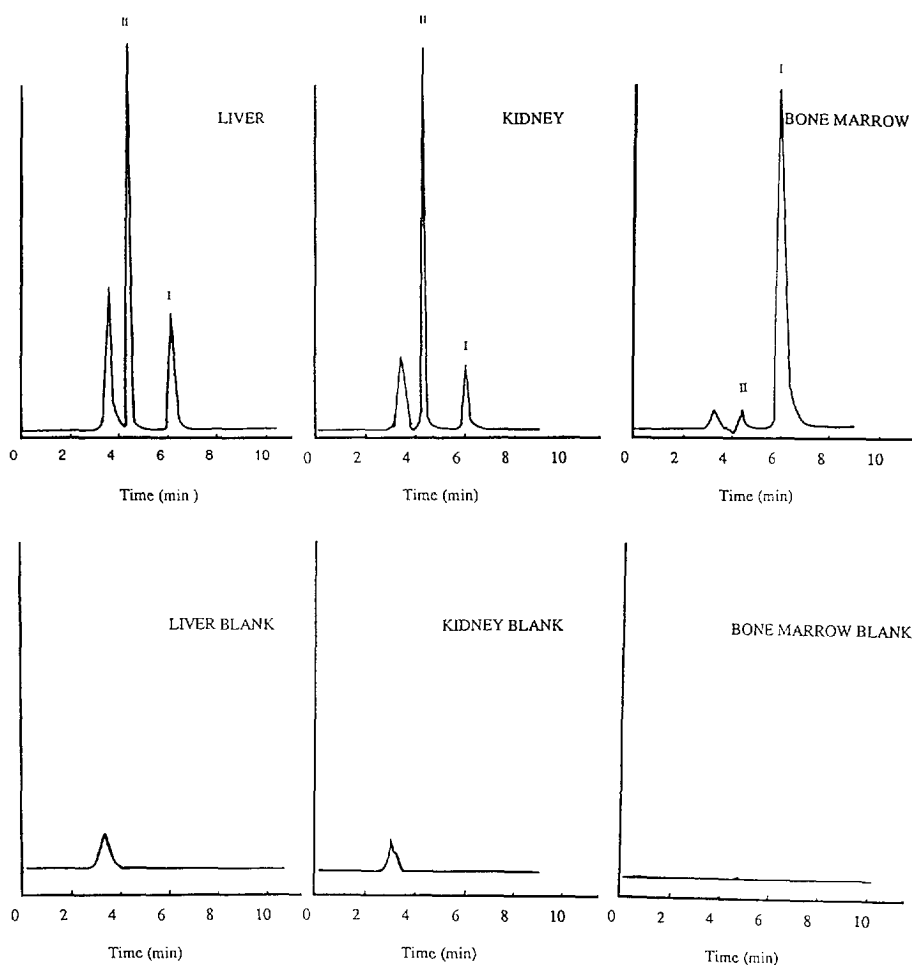 II
II
I
LIVER
KIDNEY
BONE MARROW
I
I
II
0 2 4 6 8 10
0 2 4 6 8 10
0 2 4 6 8 10
Time (min )
Time (min)
Time (min)
LIVER BLANK
KIDNEY BLANK
BONE MARROW BLANK
0 2 4 6 8 10
0 2 4 6 8 10
0 2 4 6 8 10
Time (min)
Time (min)
Time (min)